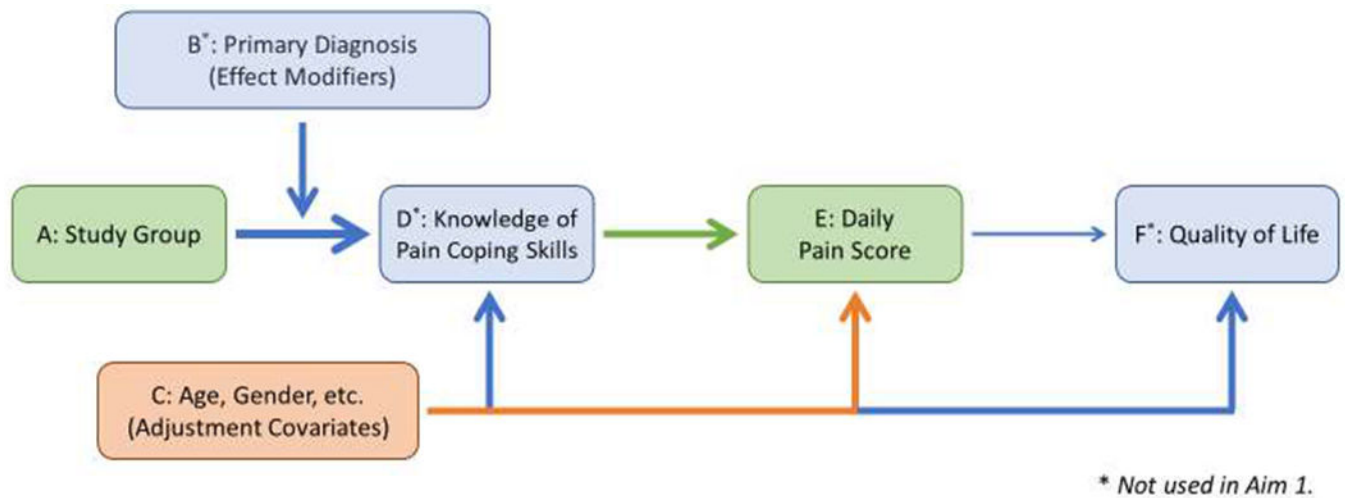 B*: Primary Diagnosis
(Effect Modifiers)
A: Study Group
D*: Knowledge of
Pain Coping Skills
E: Daily
Pain Score
F*: Quality of Life
C: Age, Gender, etc.
(Adjustment Covariates)
* Not used in Aim 1.